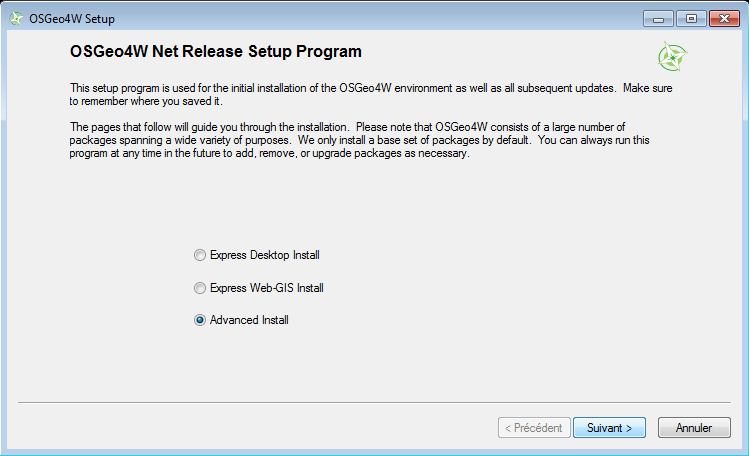 OSGeo4W Setup
OSGeo4W Net Release Setup Program
This setup program is used for the initial installation of the OSGeo4W environment as well as all subsequent updates.  Make sure
to remember where you saved it.
The pages that follow will guide you through the installation.  Please note that OSGeo4W consists of a large number of
packages spanning a wide variety of purposes.  We only install a base set of packages by default.  You can always run this
program at any time in the future to add, remove, or upgrade packages as necessary.
Express Desktop Install
Express Web-GIS Install
Advanced Install
< Précédent Suivant > Annuler